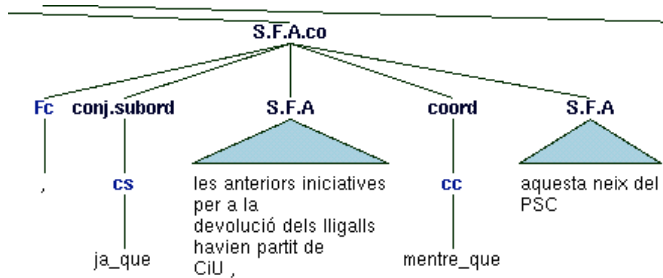 S.F.A.co
Fc conj.subord S.F.A coord S.F.A
, cs les anteriors iniciatives cc aquesta neix del
per a la PSC
devolució dels lligalls
havien partit de
ja_que CiU , mentre_que